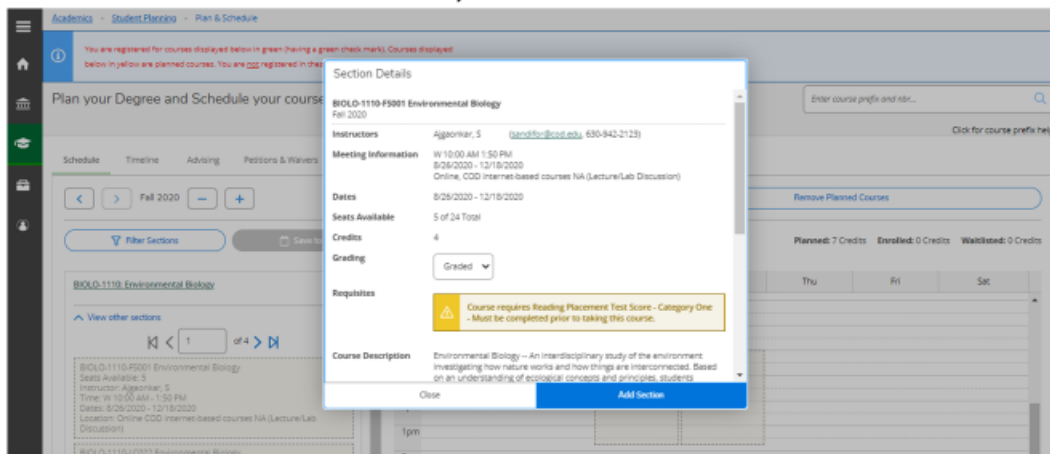 Academics - Student Planning - Plan & Schedule
You are registered for courses displayed below in green (having a green check mark). Courses displayed
below in yellow are planned courses. You are not registered in thes
Plan your Degree and Schedule your course
Enter course prefix and nbr...
Click for course prefix help
Schedule Timeline Advising Petitions & Waivers
Fall 2020
Remove Planned Courses
Filter Sections
Save to
Planned: 7 Credits Enrolled: 0 Credits Waitlisted: 0 Credits
BIOLO-1110: Environmental Biology
View other sections
1 of 4
BIOLO-1110-FS001 Environmental Biology
Seats Available: 5
Instructor: Ajgaonkar, S
Time: W 10:00 AM - 1:50 PM
Dates: 8/26/2020 - 12/18/2020
Location: Online COD Internet-based courses NA (Lecture/Lab
Discussion)
Environmental Biology
Thu Fri Sat
1pm
Section Details
BIOLO-1110-FS001 Environmental Biology
Fall 2020
Instructors Ajgaonkar, S (sandifor@cod.edu, 630-942-2123)
Meeting Information W 10:00 AM 1:50 PM
8/26/2020 - 12/18/2020
Online, COD Internet-based courses NA (Lecture/Lab Discussion)
Dates 8/26/2020 - 12/18/2020
Seats Available 5 of 24 Total
Credits 4
Grading Graded
Requisites Course requires Reading Placement Test Score - Category One
- Must be completed prior to taking this course.
Course Description Environmental Biology -- An interdisciplinary study of the environment
investigating how nature works and how things are interconnected. Based
on an understanding of ecological concepts and principles, students
Close Add Section